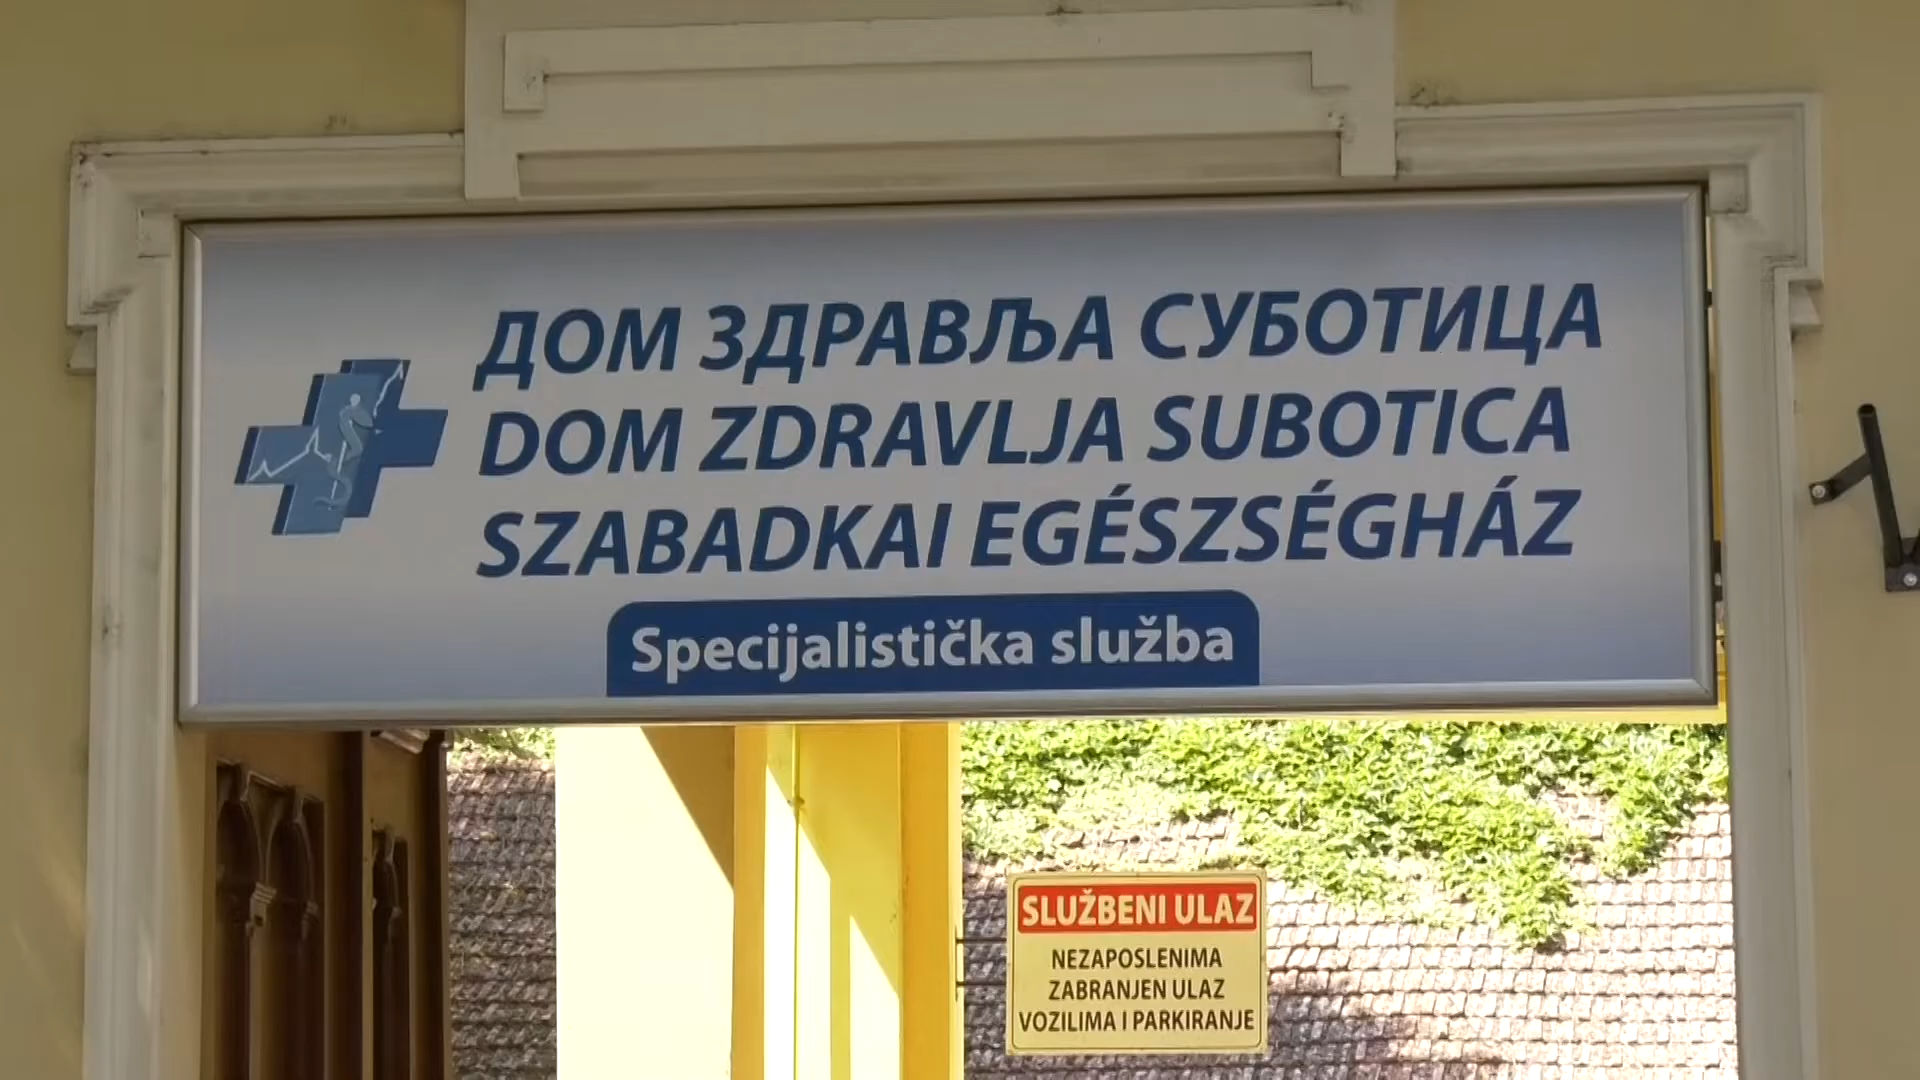 ДОМ ЗДРАВЉА СУБОТИЦА
DOM ZDRAVLJA SUBOTICA
SZABADKAI EGÉSZSÉGHÁZ
Specijalistička služba
SLUŽBENI ULAZ
NEZAPOSLENIMA
ZABRANJEN ULAZ
VOZILIMA I PARKIRANJE